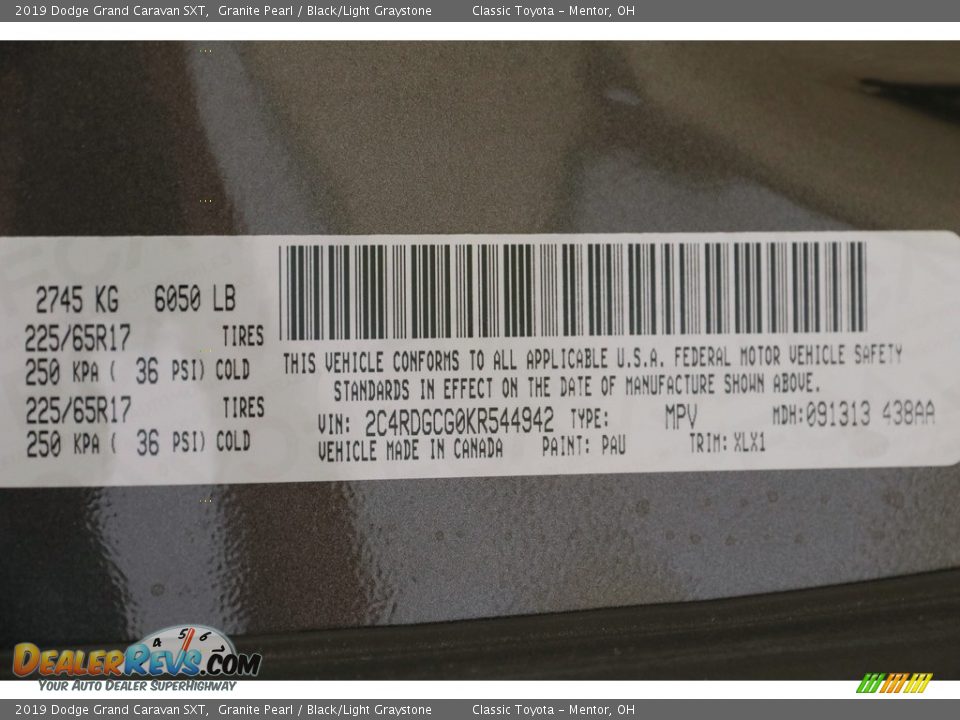 2019 Dodge Grand Caravan SXT, Granite Pearl / Black/Light Graystone Classic Toyota - Mentor, OH
2745 KG 6050 LB
225/65R17 TIRES
250 KPA ( 36 PSI) COLD
225/65R17 TIRES
250 KPA ( 36 PSI) COLD
THIS VEHICLE CONFORMS TO ALL APPLICABLE U.S.A. FEDERAL MOTOR VEHICLE SAFETY
STANDARDS IN EFFECT ON THE DATE OF MANUFACTURE SHOWN ABOVE.
VIN: 2C4RDGCG0KR544942 TYPE: MPV MDH:091313 438AA
VEHICLE MADE IN CANADA PAINT: PAU TRIM: XLX1
4 5 6
DEALERREVS.COM
YOUR AUTO DEALER SUPERHIGHWAY
2019 Dodge Grand Caravan SXT, Granite Pearl / Black/Light Graystone Classic Toyota - Mentor, OH